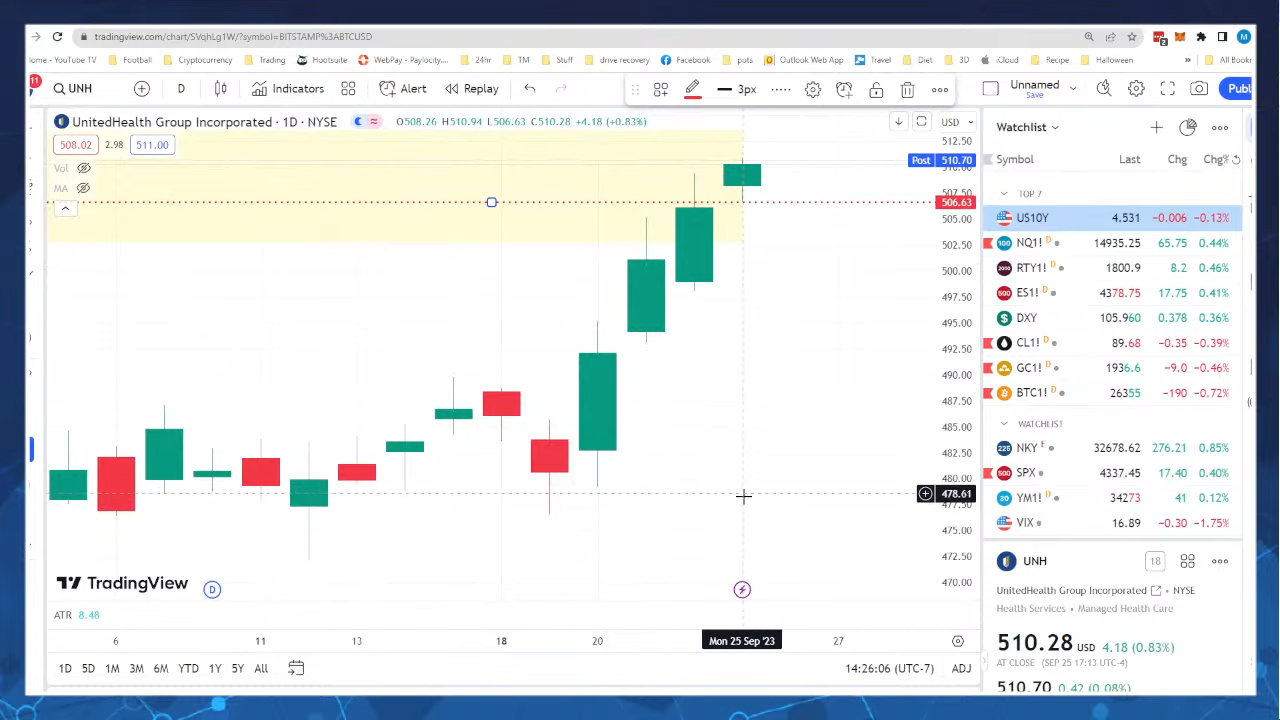 tradingview.com/chart/SVqhLg1W/?symbol=BITSTAMP%3ABTCUSD
M
Home - YouTube TV Football Cryptocurrency Trading Hootsuite WebPay - Paylocity,... 24hr TM Stuff drive recovery Facebook pots Outlook Web App Travel Diet 3D iCloud Recipe Halloween » All Book
11 UNH D Indicators Alert Replay 3px Unnamed Save Publ
UnitedHealth Group Incorporated · 1D · NYSE O508.26 H510.94 L506.63 C510.28 +4.18 (+0.83%) USD
508.02 2.98 511.00
Vol
MA
512.50
Post 510.70
507.50
506.63
505.00
502.50
500.00
497.50
495.00
492.50
490.00
487.50
485.00
482.50
480.00
478.61
475.00
472.50
470.00
TradingView
D
ATR 8.48
6 11 13 18 20 Mon 25 Sep '23 27
1D 5D 1M 3M 6M YTD 1Y 5Y All 14:26:06 (UTC-7) ADJ
Watchlist
Symbol Last Chg Chg%
TOP 7
US10Y 4.531 −0.006 −0.13%
NQ1! D 14935.25 65.75 0.44%
RTY1! D 1800.9 8.2 0.46%
ES1! D 4378.75 17.75 0.41%
DXY 105.960 0.378 0.36%
CL1! D 89.68 −0.35 −0.39%
GC1! D 1936.6 −9.0 −0.46%
BTC1! D 26355 −190 −0.72%
WATCHLIST
NKY E 32678.62 276.21 0.85%
SPX 4337.45 17.40 0.40%
YM1! D 34273 41 0.12%
VIX 16.89 −0.30 −1.75%
UNH 18
UnitedHealth Group Incorporated • NYSE
Health Services • Managed Health Care
510.28 USD 4.18 (0.83%)
AT CLOSE (SEP 25 17:13 UTC-4)
510.70 0.42 (0.08%)